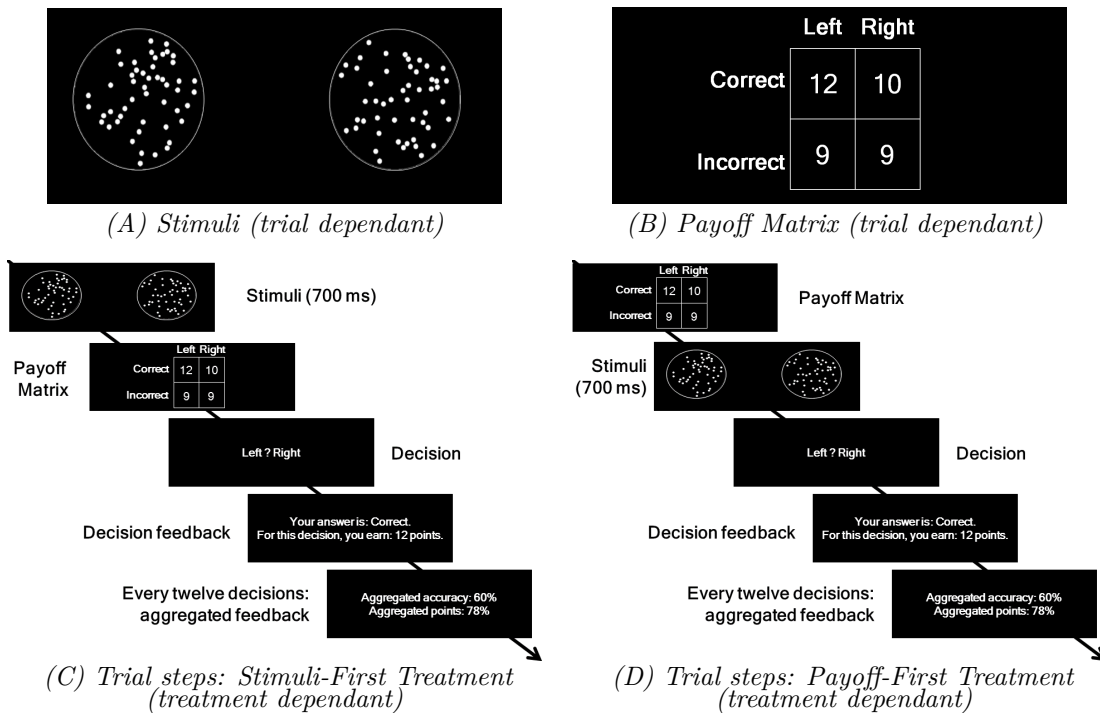 Left Right
Correct 12 10
Incorrect 9 9
(A) Stimuli (trial dependant)
(B) Payoff Matrix (trial dependant)
Stimuli (700 ms)
Payoff
Matrix
Left Right
Correct 12 10
Incorrect 9 9
Left ? Right
Decision
Decision feedback
Your answer is: Correct.
For this decision, you earn: 12 points.
Every twelve decisions:
aggregated feedback
Aggregated accuracy: 60%
Aggregated points: 78%
(C) Trial steps: Stimuli-First Treatment
(treatment dependant)
Left Right
Correct 12 10
Incorrect 9 9
Payoff Matrix
Stimuli
(700 ms)
Left ? Right
Decision
Decision feedback
Your answer is: Correct.
For this decision, you earn: 12 points.
Every twelve decisions:
aggregated feedback
Aggregated accuracy: 60%
Aggregated points: 78%
(D) Trial steps: Payoff-First Treatment
(treatment dependant)